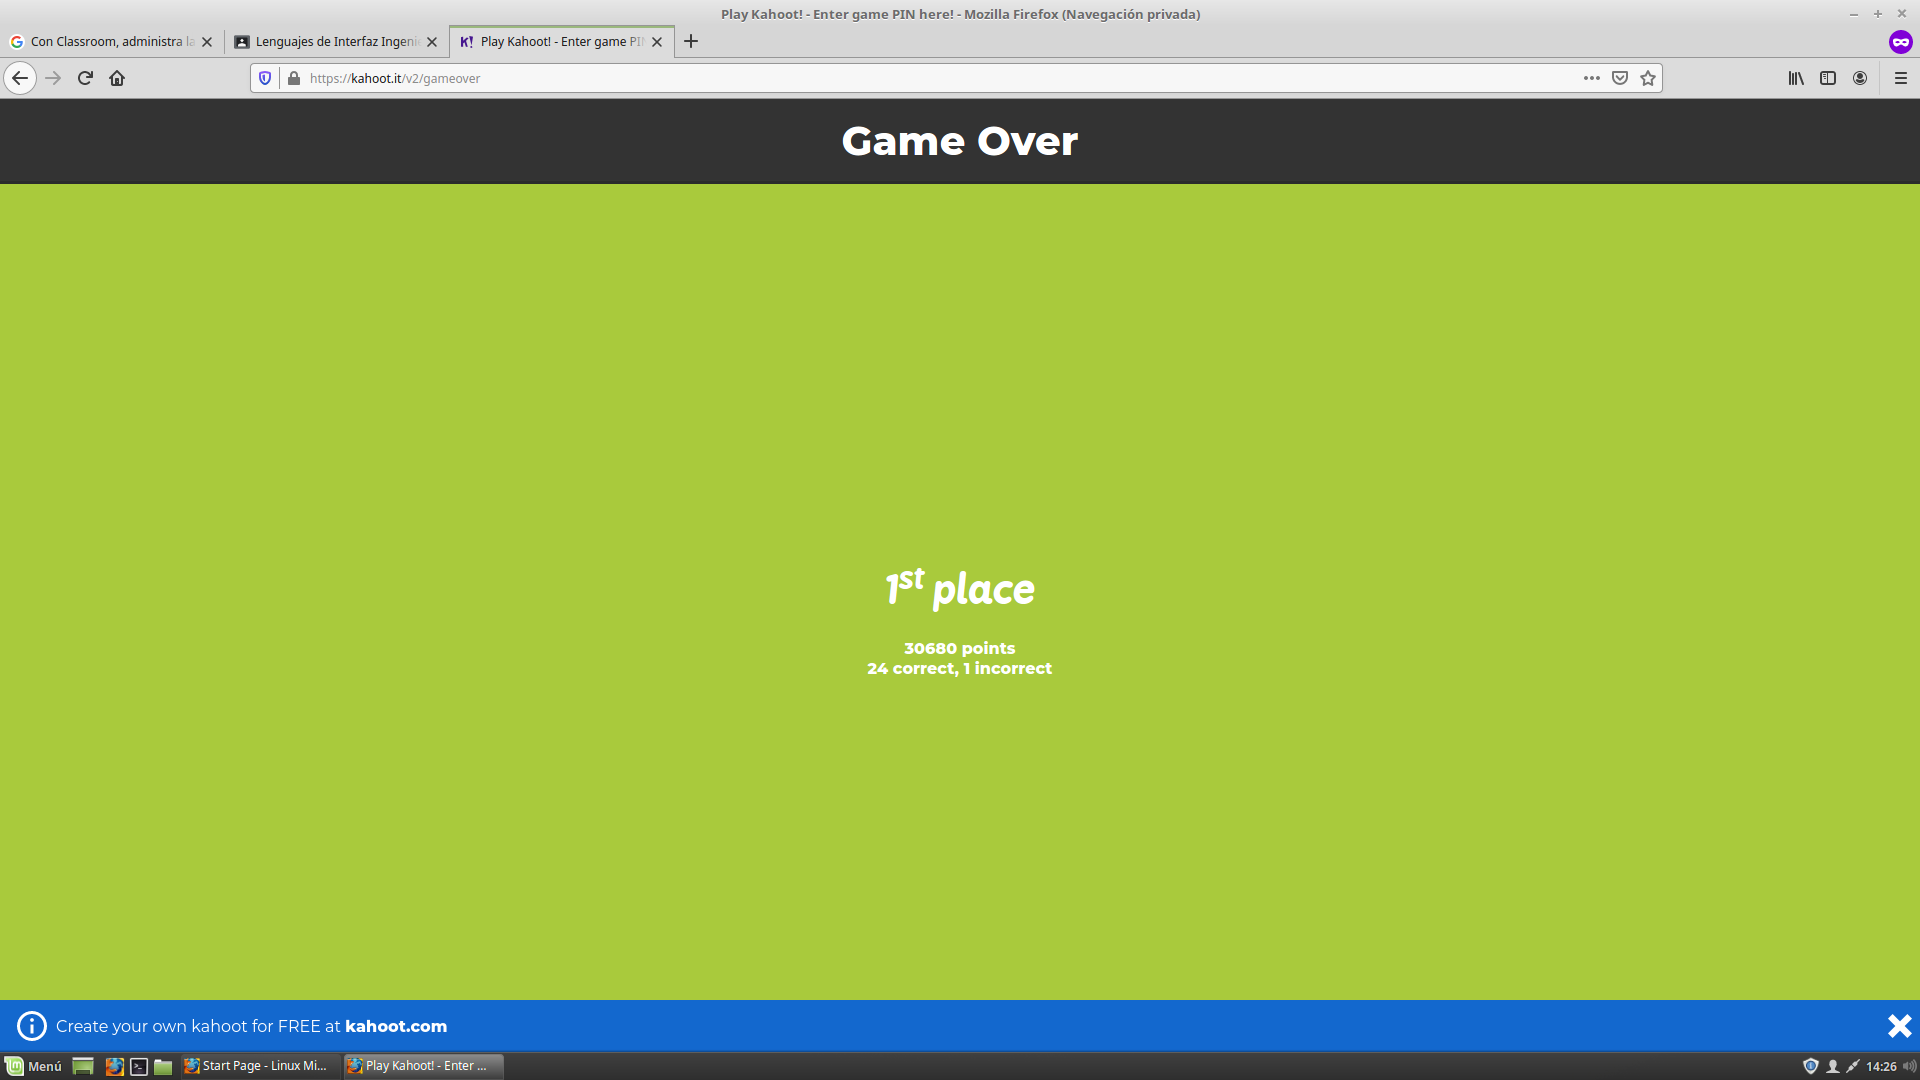 Play Kahoot! - Enter game PIN here! - Mozilla Firefox (Navegación privada)
Con Classroom, administra la
Lenguajes de Interfaz Ingeni
K! Play Kahoot! - Enter game PI
https://kahoot.it/v2/gameover
Game Over
1st place
30680 points
24 correct, 1 incorrect
Create your own kahoot for FREE at kahoot.com
Menú
Start Page - Linux Mi...
Play Kahoot! - Enter ...
14:26